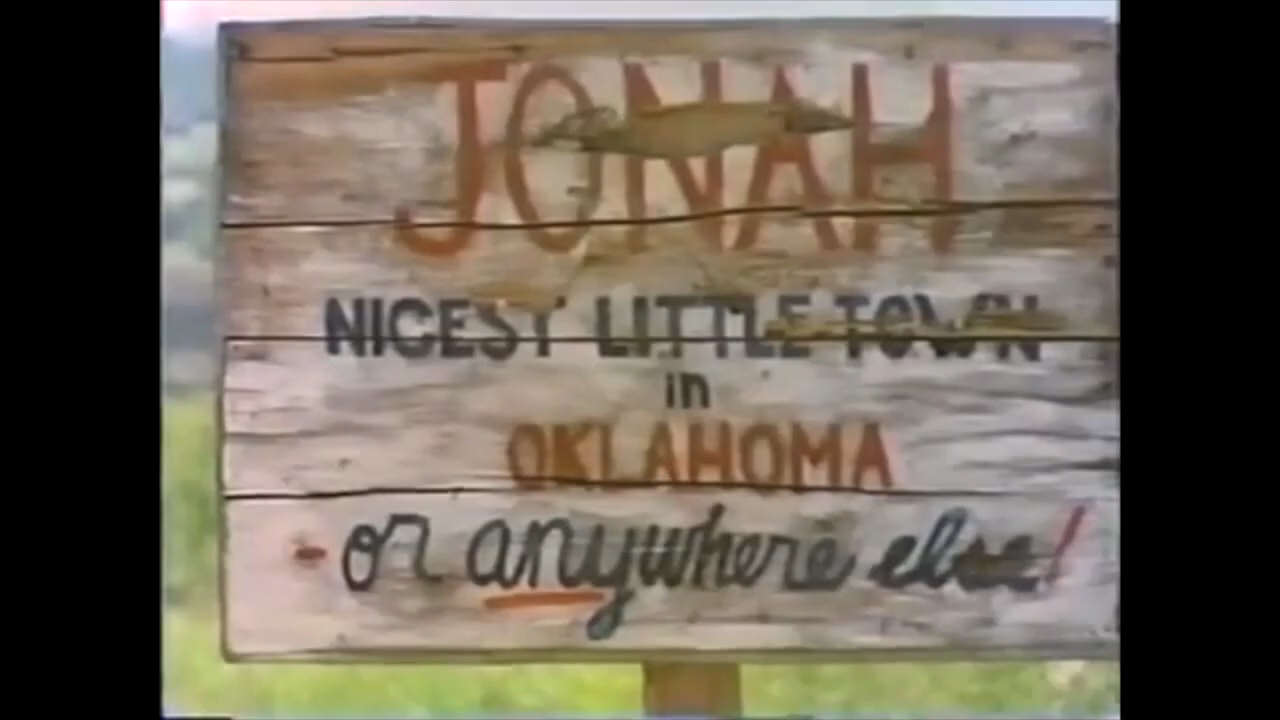 JONAH
NICEST LITTLE TOWN
in
OKLAHOMA
- or anywhere else!